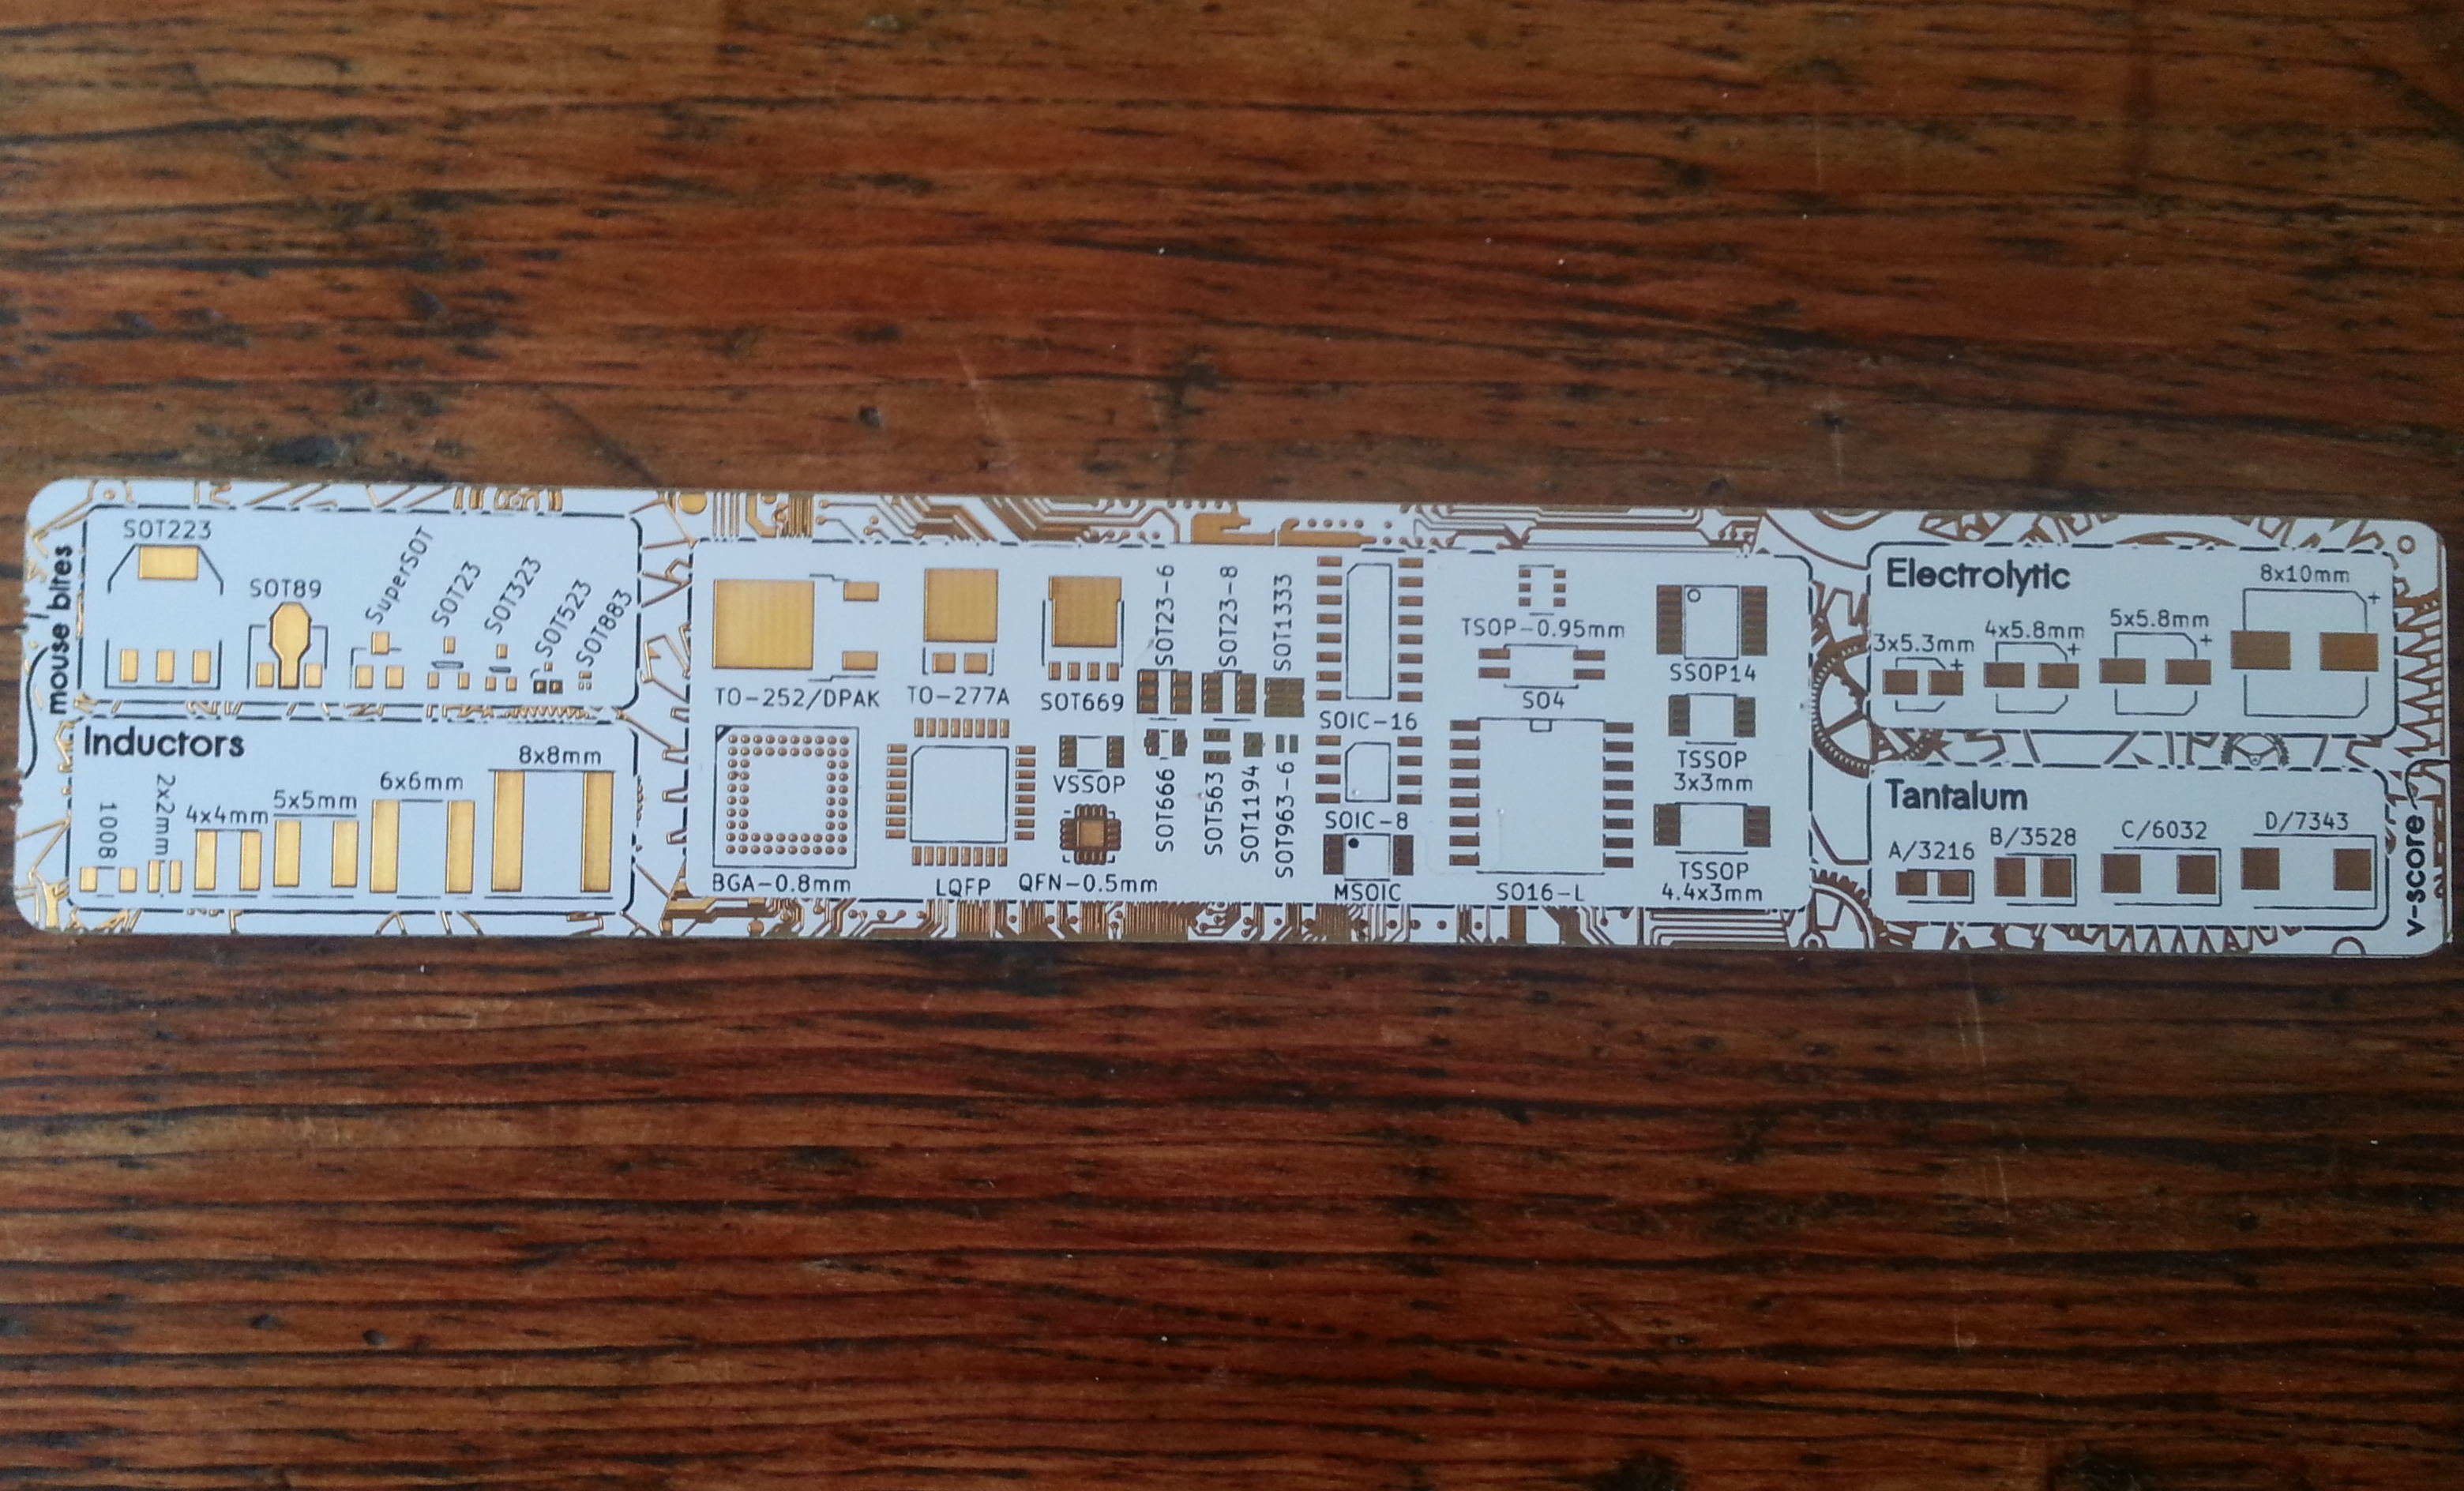 mouse bites
SOT223
SOT89
SuperSOT
SOT23
SOT323
SOT523
SOT883
Inductors
1008
2x2mm
4x4mm
5x5mm
6x6mm
8x8mm
TO-252/DPAK
TO-277A
SOT669
SOT23-6
SOT23-8
SOT1333
BGA-0.8mm
LQFP
VSSOP
QFN-0.5mm
SOT666
SOT563
SOT1194
SOT963-6
SOIC-16
SOIC-8
MSOIC
TSOP-0.95mm
SO4
SO16-L
SSOP14
TSSOP
3x3mm
TSSOP
4.4x3mm
Electrolytic
3x5.3mm
+
4x5.8mm
+
5x5.8mm
+
8x10mm
+
Tantalum
A/3216
B/3528
C/6032
D/7343
v-score